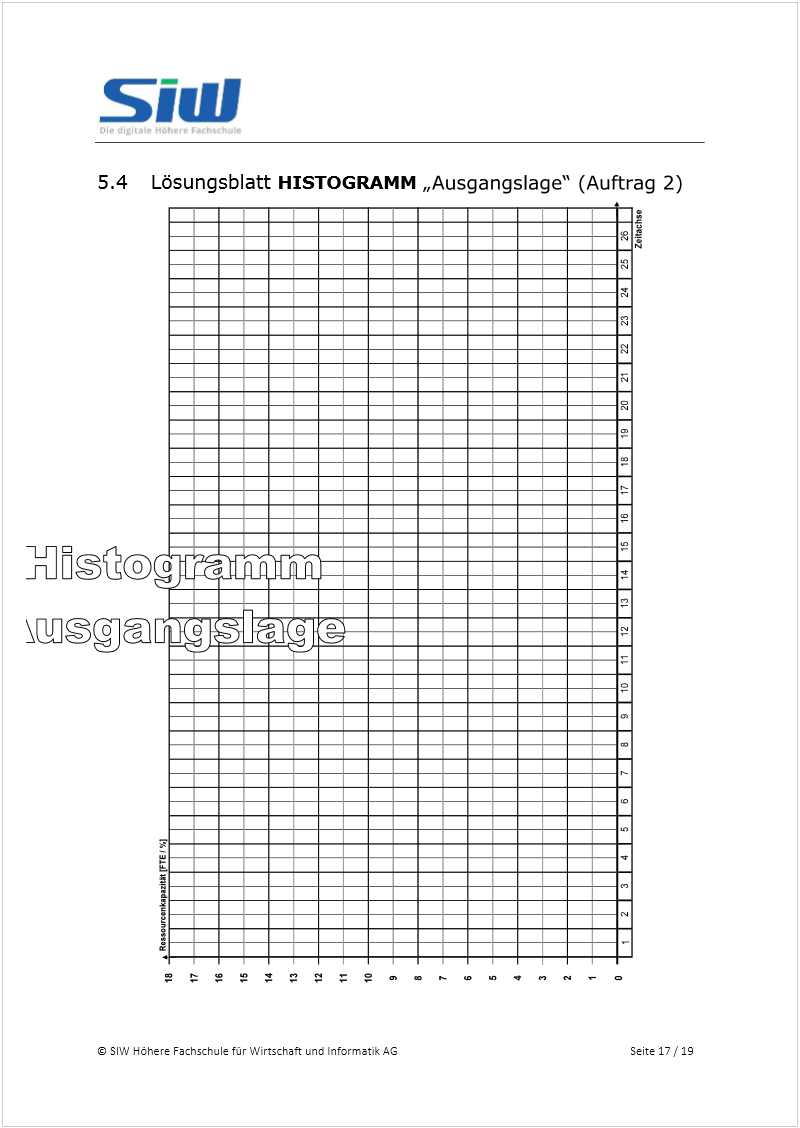 SIW
Die digitale Höhere Fachschule
5.4 Lösungsblatt HISTOGRAMM „Ausgangslage“ (Auftrag 2)
Zeitachse
26
25
24
23
22
21
20
19
18
17
16
15
14
13
12
11
10
9
8
7
6
5
4
3
2
1
Histogramm
Ausgangslage
Ressourcenkapazität [FTE / %]
18 17 16 15 14 13 12 11 10 9 8 7 6 5 4 3 2 1 0
© SIW Höhere Fachschule für Wirtschaft und Informatik AG
Seite 17 / 19